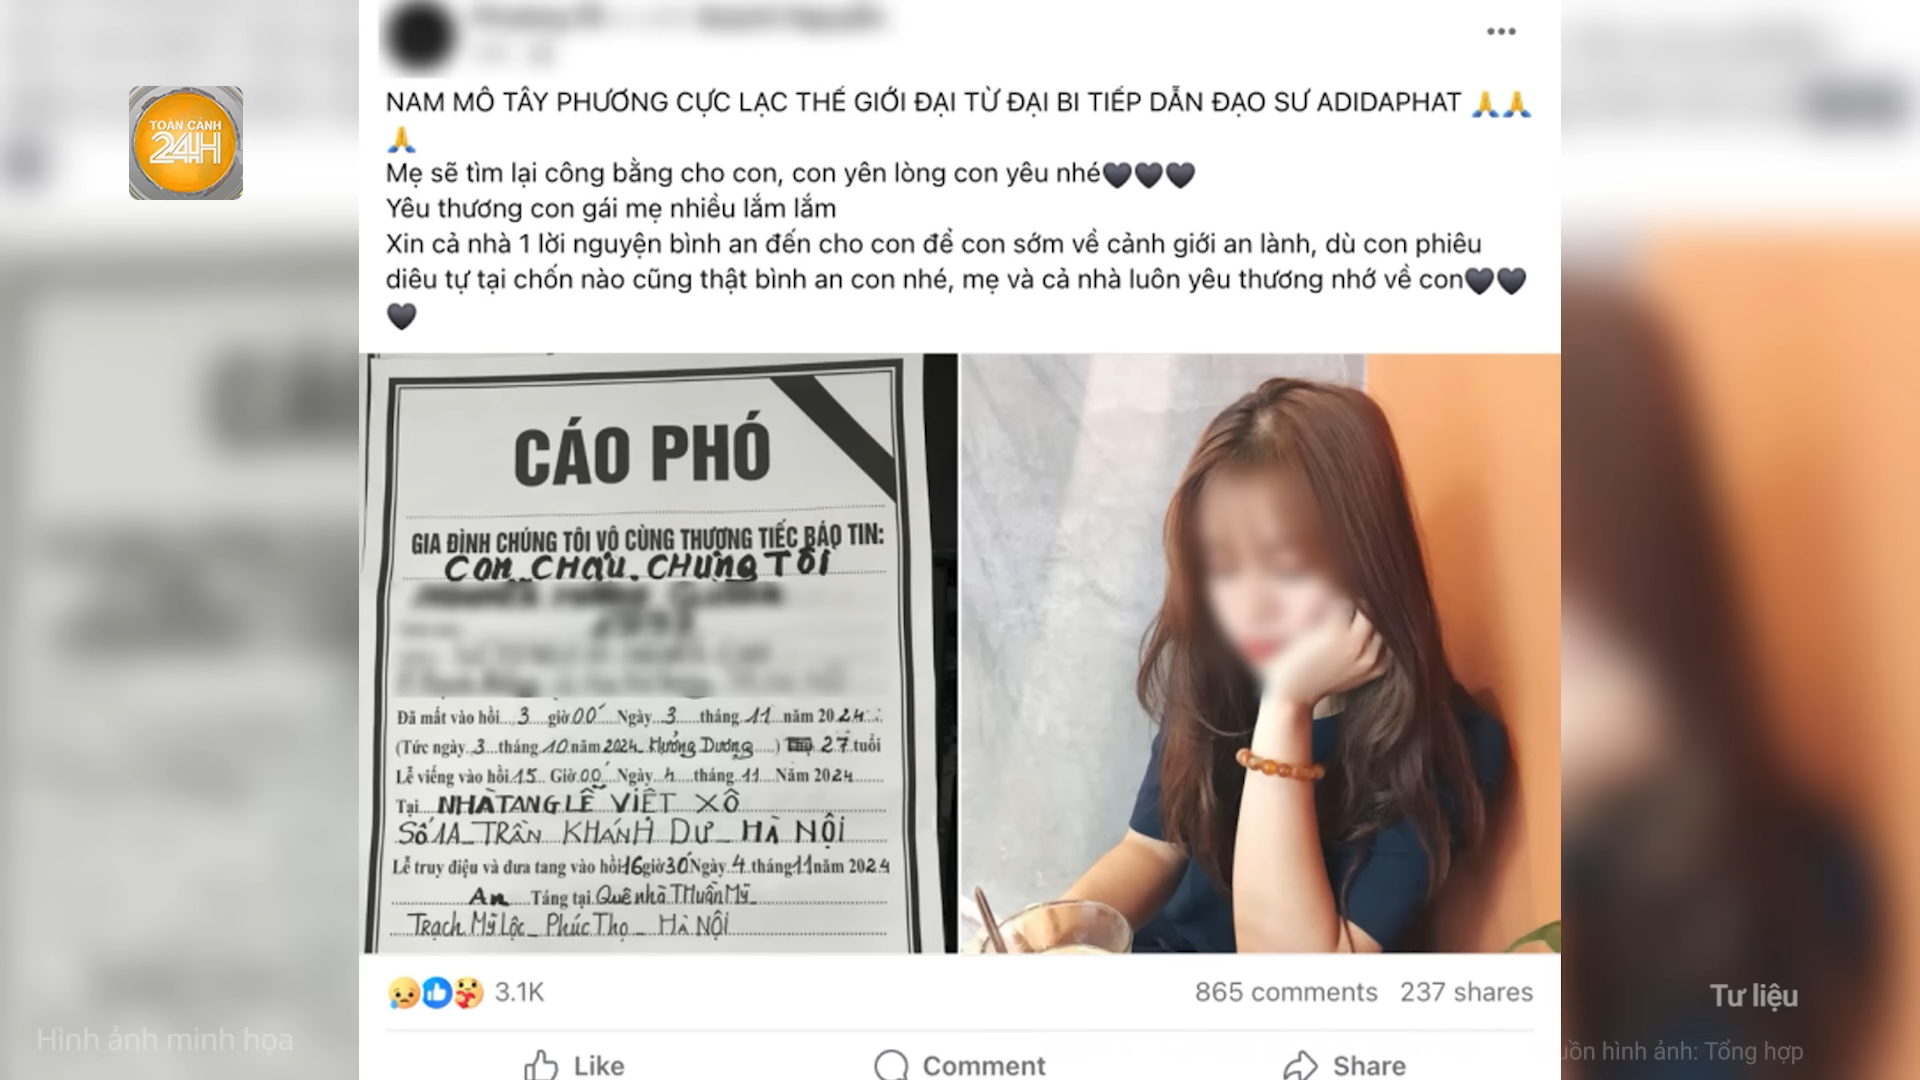 TOÀN CẢNH
24H
NAM MÔ TÂY PHƯƠNG CỰC LẠC THẾ GIỚI ĐẠI TỪ ĐẠI BI TIẾP DẪN ĐẠO SƯ ADIDAPHAT 🙏🙏
🙏
Mẹ sẽ tìm lại công bằng cho con, con yên lòng con yêu nhé🖤🖤🖤
Yêu thương con gái mẹ nhiều lắm lắm
Xin cả nhà 1 lời nguyện bình an đến cho con để con sớm về cảnh giới an lành, dù con phiêu
diêu tự tại chốn nào cũng thật bình an con nhé, mẹ và cả nhà luôn yêu thương nhớ về con🖤🖤
🖤
CÁO PHÓ
GIA ĐÌNH CHÚNG TÔI VÔ CÙNG THƯƠNG TIẾC BÁO TIN:
Con CHÁU CHÚNG TÔI
Đã mất vào hồi 3 giờ 00' Ngày 3 tháng 11 năm 2024
(Tức ngày 3 tháng 10 năm 2024 Hưởng Dương) 27 tuổi
Lễ viếng vào hồi 15 Giờ 00' Ngày 4 tháng 11 Năm 2024
Tại NHÀ TANG LỄ VIỆT XÔ
Số 1A_TRẦN KHÁNH DƯ_HÀ NỘI
Lễ truy điệu và đưa tang vào hồi 16 giờ 30' Ngày 4 tháng 11 năm 2024
An Táng tại Quê nhà Thuần Mỹ_
Trạch Mỹ Lộc_Phúc Thọ_HÀ NỘI
3.1K
865 comments 237 shares
Like Comment Share
Tư liệu
Hình ảnh minh họa
hình ảnh: Tổng hợp